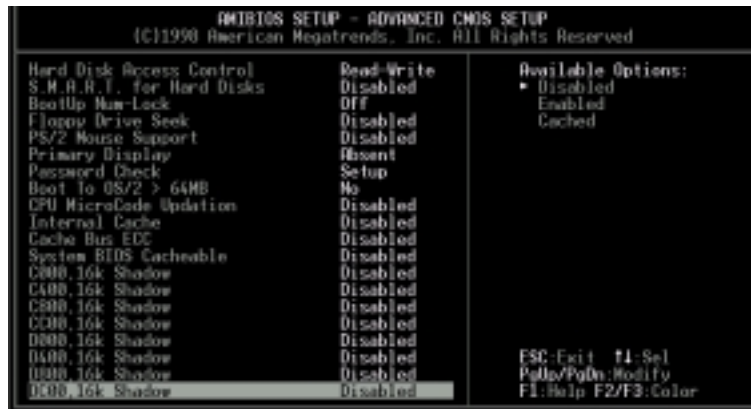 AMIBIOS SETUP - ADVANCED CMOS SETUP
(C)1998 American Megatrends, Inc. All Rights Reserved
Hard Disk Access Control Read-Write
S.M.A.R.T. for Hard Disks Disabled
BootUp Num-Lock Off
Floppy Drive Seek Disabled
PS/2 Mouse Support Disabled
Primary Display Absent
Password Check Setup
Boot To OS/2 > 64MB No
CPU MicroCode Updation Disabled
Internal Cache Disabled
Cache Bus ECC Disabled
System BIOS Cacheable Disabled
C000,16k Shadow Disabled
C400,16k Shadow Disabled
C800,16k Shadow Disabled
CC00,16k Shadow Disabled
D000,16k Shadow Disabled
D400,16k Shadow Disabled
D800,16k Shadow Disabled
DC00,16k Shadow Disabled
Available Options:
▸ Disabled
Enabled
Cached
ESC:Exit ↑↓:Sel
PgUp/PgDn:Modify
F1:Help F2/F3:Color